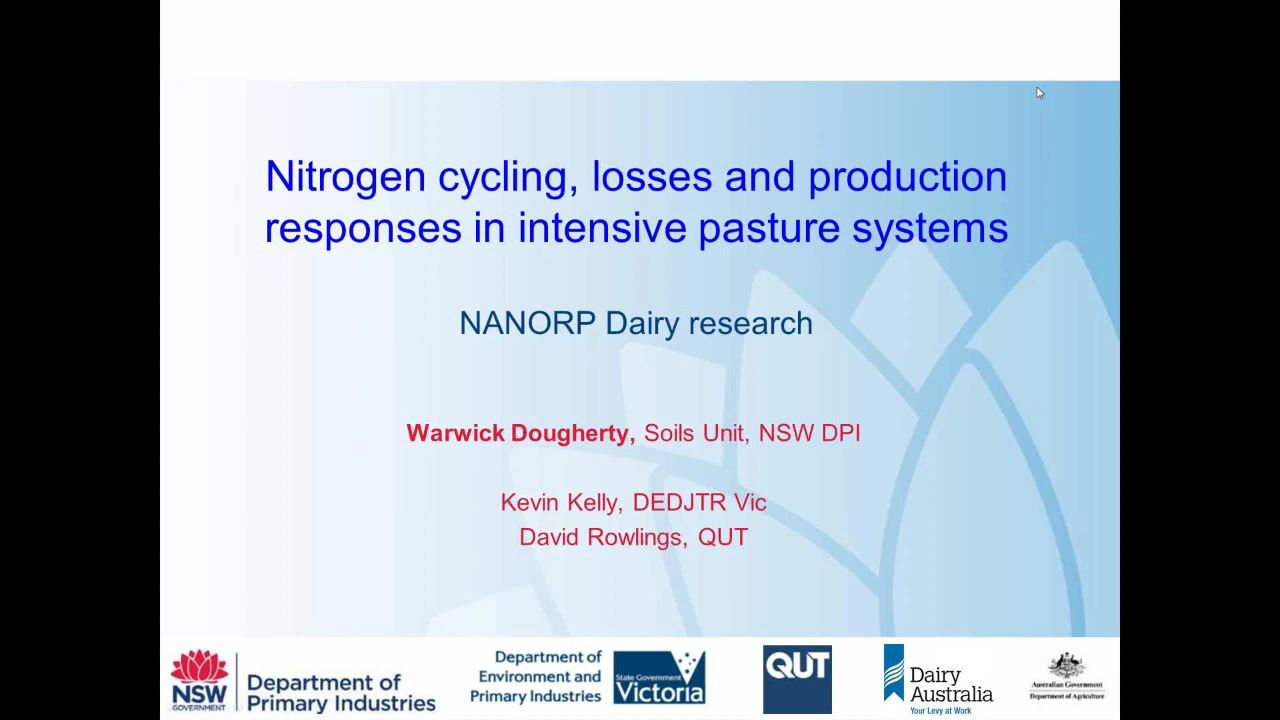 Nitrogen cycling, losses and production
responses in intensive pasture systems
NANORP Dairy research
Warwick Dougherty, Soils Unit, NSW DPI
Kevin Kelly, DEDJTR Vic
David Rowlings, QUT
NSW
GOVERNMENT
Department of
Primary Industries
Department of
Environment and
Primary Industries
State Government
Victoria
QUT
Dairy
Australia
Your Levy at Work
Australian Government
Department of Agriculture